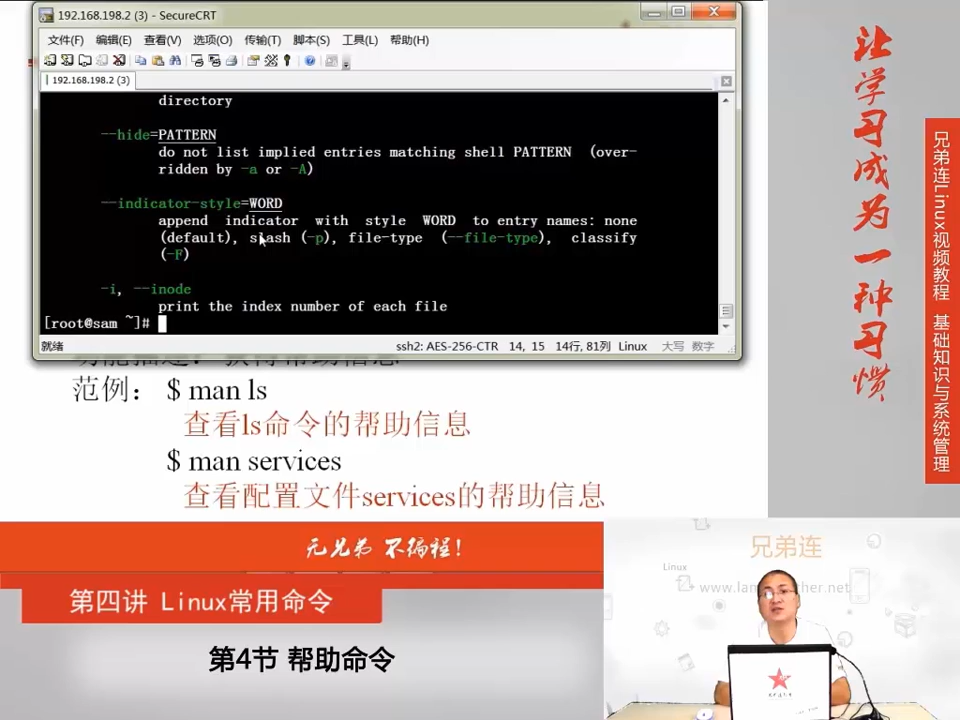 192.168.198.2 (3) - SecureCRT
文件(F) 编辑(E) 查看(V) 选项(O) 传输(T) 脚本(S) 工具(L) 帮助(H)
192.168.198.2 (3)
directory
--hide=PATTERN
do not list implied entries matching shell PATTERN (over-
ridden by -a or -A)
--indicator-style=WORD
append indicator with style WORD to entry names: none
(default), slash (-p), file-type (--file-type), classify
(-F)
-i, --inode
print the index number of each file
[root@sam ~]#
就绪 ssh2: AES-256-CTR 14, 15 14行, 81列 Linux 大写 数字
范例： $ man ls
查看ls命令的帮助信息
$ man services
查看配置文件services的帮助信息
无兄弟 不编程!
第四讲 Linux常用命令
第4节 帮助命令
让学习成为一种习惯
兄弟连Linux视频教程 基础知识与系统管理
兄弟连
Linux